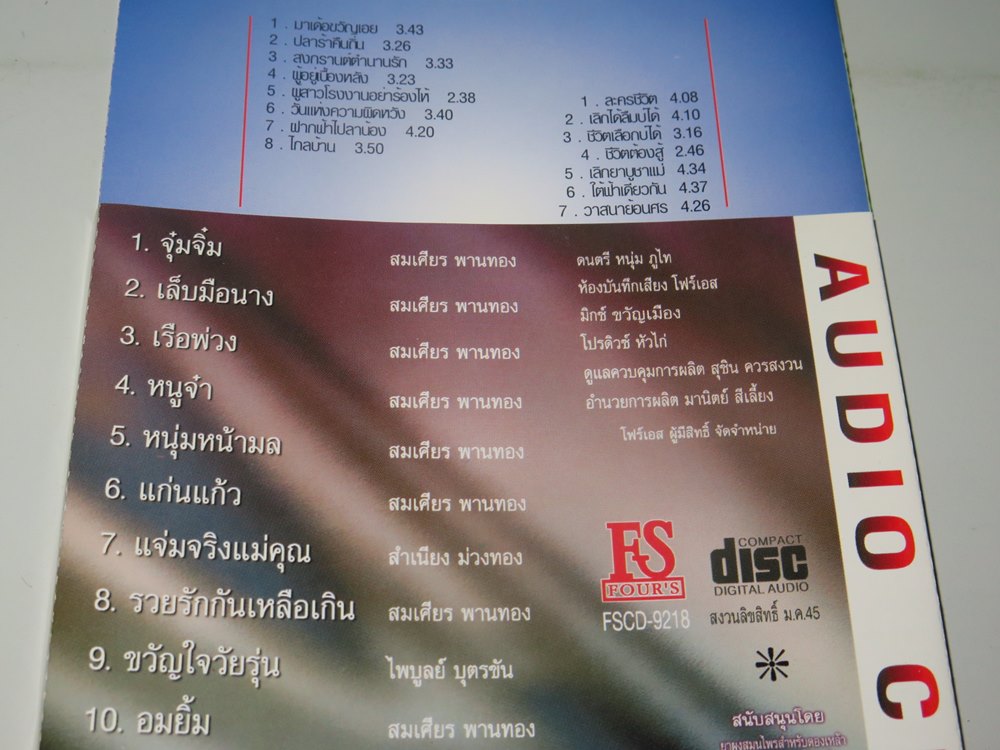 1 . มาเด้อขวัญเอย 3.43
2 . ปลาร้าคืนถิ่น 3.26
3 . สงกรานต์ตำนานรัก 3.33
4 . ผู้อยู่เบื้องหลัง 3.23
5 . ผู้สาวโรงงานอย่าร้องไห้ 2.38
6 . วันแห่งความผิดหวัง 3.40
7 . ฝากฟ้าไปลาน้อง 4.20
8 . ไกลบ้าน 3.50
1 . ละครชีวิต 4.08
2 . เลิกได้ลืมบ่ได้ 4.10
3 . ชีวิตเลือกบ่ได้ 3.16
4 . ชีวิตต้องสู้ 2.46
5 . เลิกยาบูชาแม่ 4.34
6 . ใต้ฟ้าเดียวกัน 4.37
7 . วาสนาย้อนศร 4.26
1. จุ๋มจิ๋ม สมเศียร พานทอง
2. เล็บมือนาง สมเศียร พานทอง
3. เรือพ่วง สมเศียร พานทอง
4. หนูจ๋า สมเศียร พานทอง
5. หนุ่มหน้ามล สมเศียร พานทอง
6. แก่นแก้ว สมเศียร พานทอง
7. แจ่มจริงแม่คุณ สำเนียง ม่วงทอง
8. รวยรักกันเหลือเกิน สมเศียร พานทอง
9. ขวัญใจวัยรุ่น ไพบูลย์ บุตรขัน
10. อมยิ้ม สมเศียร พานทอง
ดนตรี หนุ่ม ภูไท
ห้องบันทึกเสียง โฟร์เอส
มิกซ์ ขวัญเมือง
โปรดิวซ์ หัวไก่
ดูแลควบคุมการผลิต สุชิน ควรสงวน
อำนวยการผลิต มานิตย์ สีเลี้ยง
โฟร์เอส ผู้มีสิทธิ์ จัดจำหน่าย
FS
FOUR'S
FSCD-9218
COMPACT
disc
DIGITAL AUDIO
สงวนลิขสิทธิ์ ม.ค.45
สนับสนุนโดย
ยาผงสมุนไพรสำหรับดองเหล้า
AUDIO C